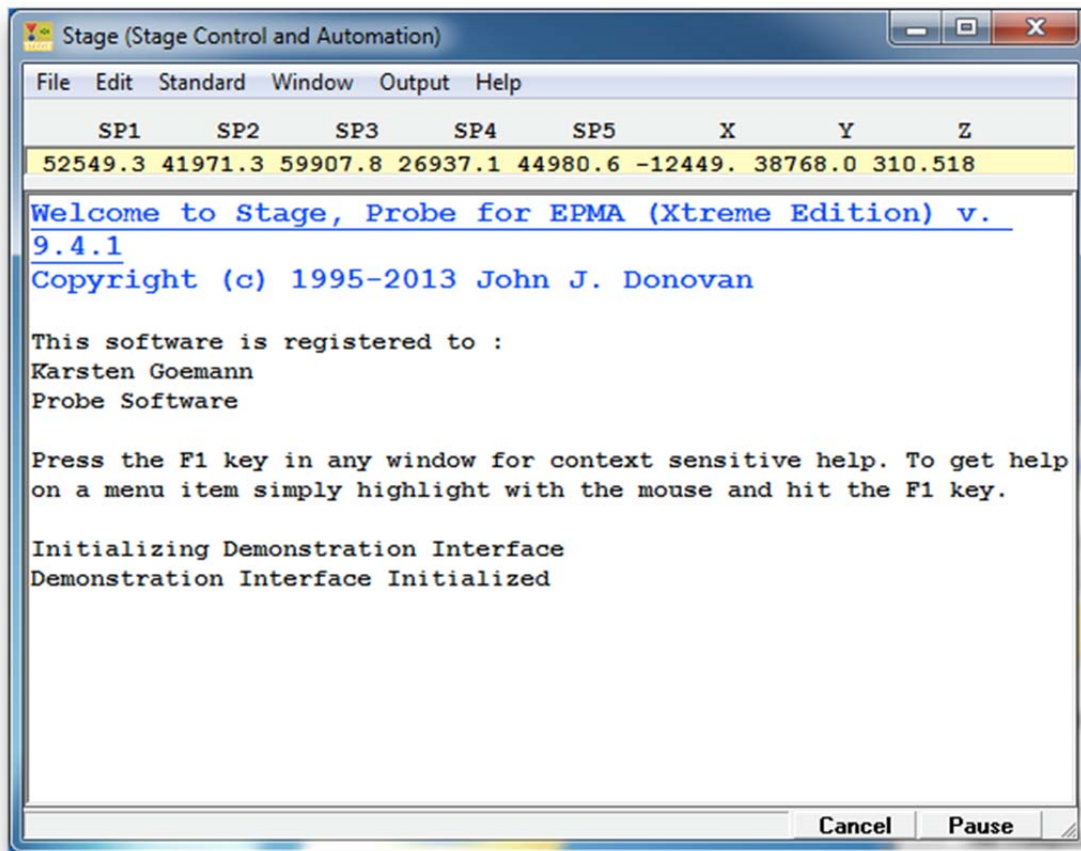 Stage (Stage Control and Automation)
File Edit Standard Window Output Help
SP1 SP2 SP3 SP4 SP5 X Y Z
52549.3 41971.3 59907.8 26937.1 44980.6 -12449. 38768.0 310.518
Welcome to Stage, Probe for EPMA (Xtreme Edition) v.
9.4.1
Copyright (c) 1995-2013 John J. Donovan
This software is registered to :
Karsten Goemann
Probe Software
Press the F1 key in any window for context sensitive help. To get help
on a menu item simply highlight with the mouse and hit the F1 key.
Initializing Demonstration Interface
Demonstration Interface Initialized
Cancel Pause